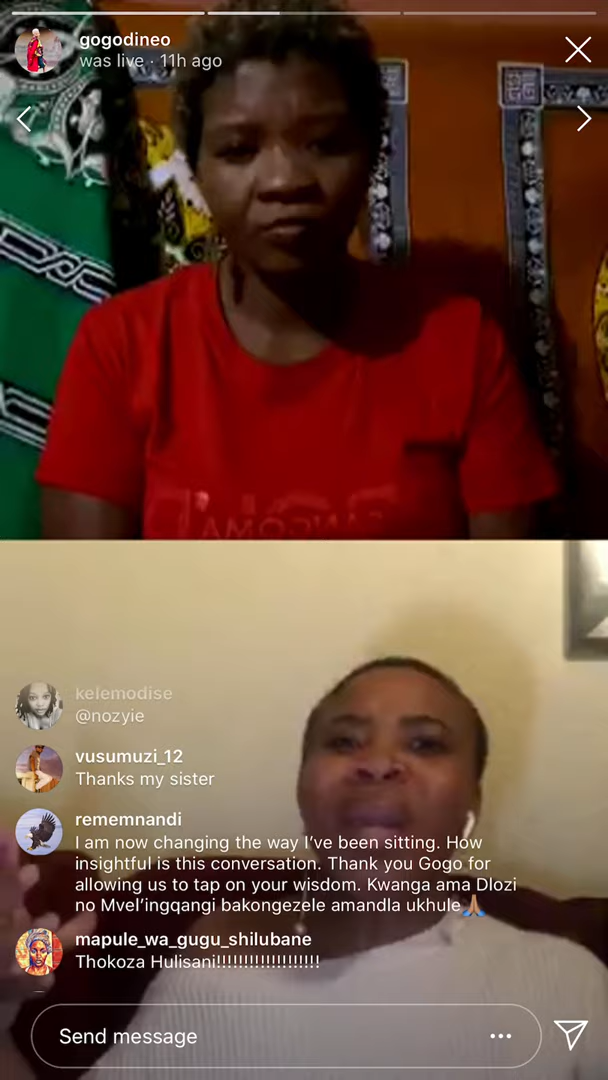 gogodineo
was live · 11h ago
kelemodise
@nozyie
vusumuzi_12
Thanks my sister
rememnandi
I am now changing the way I've been sitting. How
insightful is this conversation. Thank you Gogo for
allowing us to tap on your wisdom. Kwanga ama Dlozi
no Mvel'ingqangi bakongezele amandla ukhule🙏🏽
mapule_wa_gugu_shilubane
Thokoza Hulisani!!!!!!!!!!!!!!!!!!!
Send message